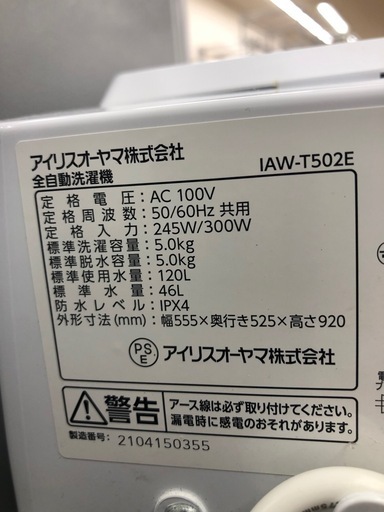 アイリスオーヤマ株式会社
全自動洗濯機 IAW-T502E
定格電圧:AC 100V
定格周波数:50/60Hz 共用
定格入力:245W/300W
標準洗濯容量:5.0kg
標準脱水容量:5.0kg
標準使用水量:120L
標準水量:46L
防水レベル:IPX4
外形寸法(mm):幅555×奥行き525×高さ920
PS
E
アイリスオーヤマ株式会社
警告
アース線は必ず取り付けてください。
漏電時に感電のおそれがあります。
製造番号:2104150355